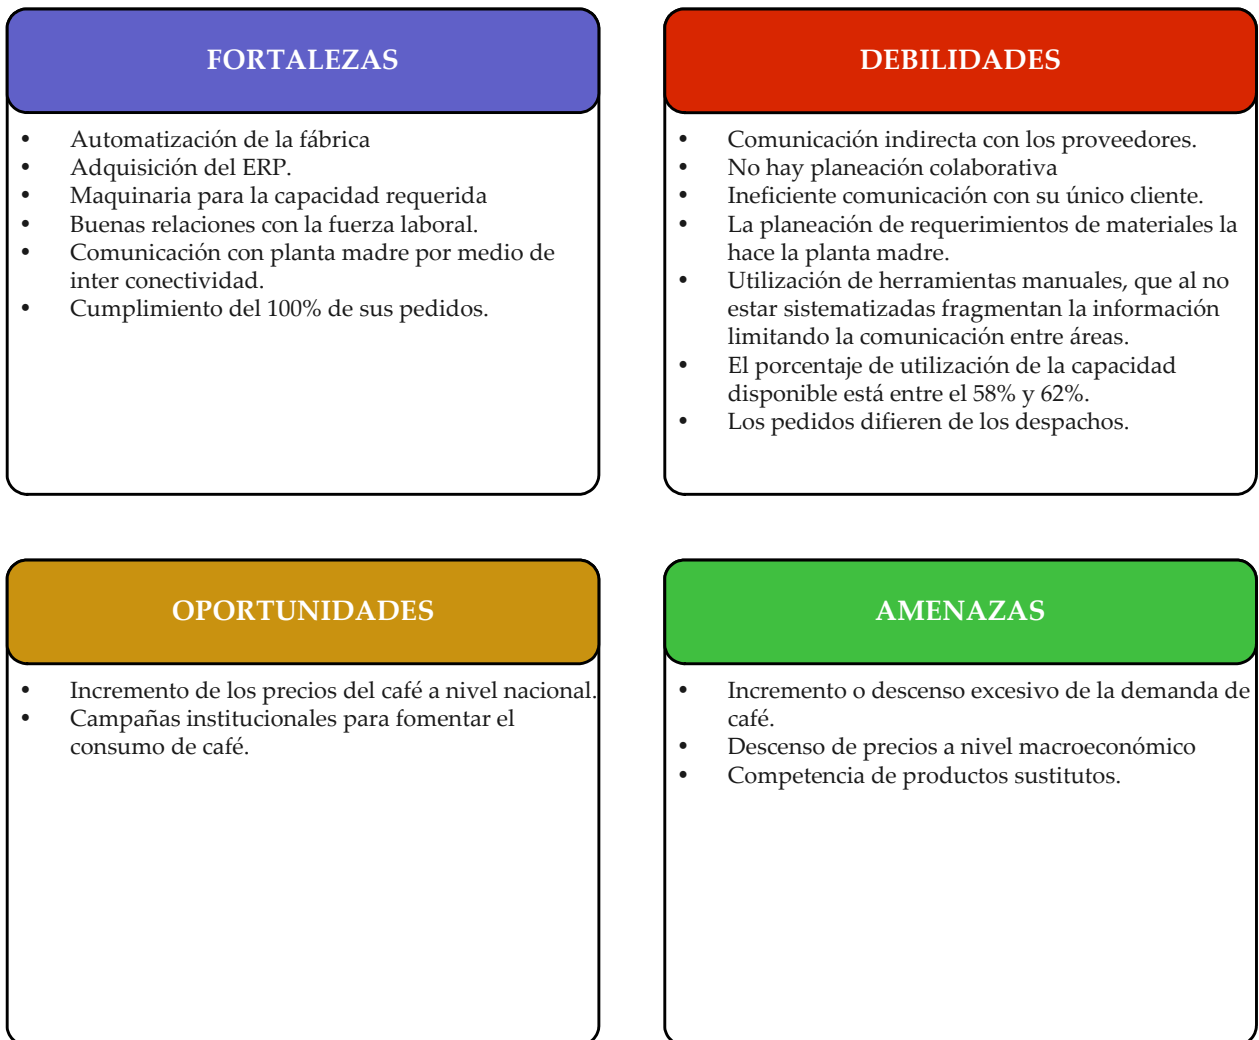 FORTALEZAS
• Automatización de la fábrica
• Adquisición del ERP.
• Maquinaria para la capacidad requerida
• Buenas relaciones con la fuerza laboral.
• Comunicación con planta madre por medio de
inter conectividad.
• Cumplimiento del 100% de sus pedidos.
DEBILIDADES
• Comunicación indirecta con los proveedores.
• No hay planeación colaborativa
• Ineficiente comunicación con su único cliente.
• La planeación de requerimientos de materiales la
hace la planta madre.
• Utilización de herramientas manuales, que al no
estar sistematizadas fragmentan la información
limitando la comunicación entre áreas.
• El porcentaje de utilización de la capacidad
disponible está entre el 58% y 62%.
• Los pedidos difieren de los despachos.
OPORTUNIDADES
• Incremento de los precios del café a nivel nacional.
• Campañas institucionales para fomentar el
consumo de café.
AMENAZAS
• Incremento o descenso excesivo de la demanda de
café.
• Descenso de precios a nivel macroeconómico
• Competencia de productos sustitutos.